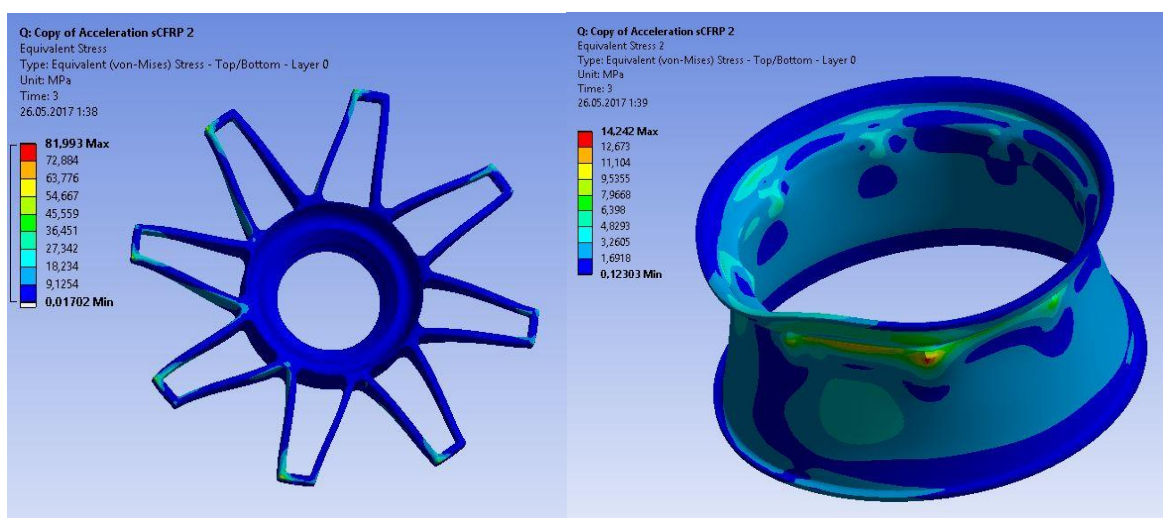 Q: Copy of Acceleration sCFRP 2
Equivalent Stress
Type: Equivalent (von-Mises) Stress - Top/Bottom - Layer 0
Unit: MPa
Time: 3
26.05.2017 1:38
81,993 Max
72,884
63,776
54,667
45,559
36,451
27,342
18,234
9,1254
0,01702 Min
Q: Copy of Acceleration sCFRP 2
Equivalent Stress 2
Type: Equivalent (von-Mises) Stress - Top/Bottom - Layer 0
Unit: MPa
Time: 3
26.05.2017 1:39
14,242 Max
12,673
11,104
9,5355
7,9668
6,398
4,8293
3,2605
1,6918
0,12303 Min